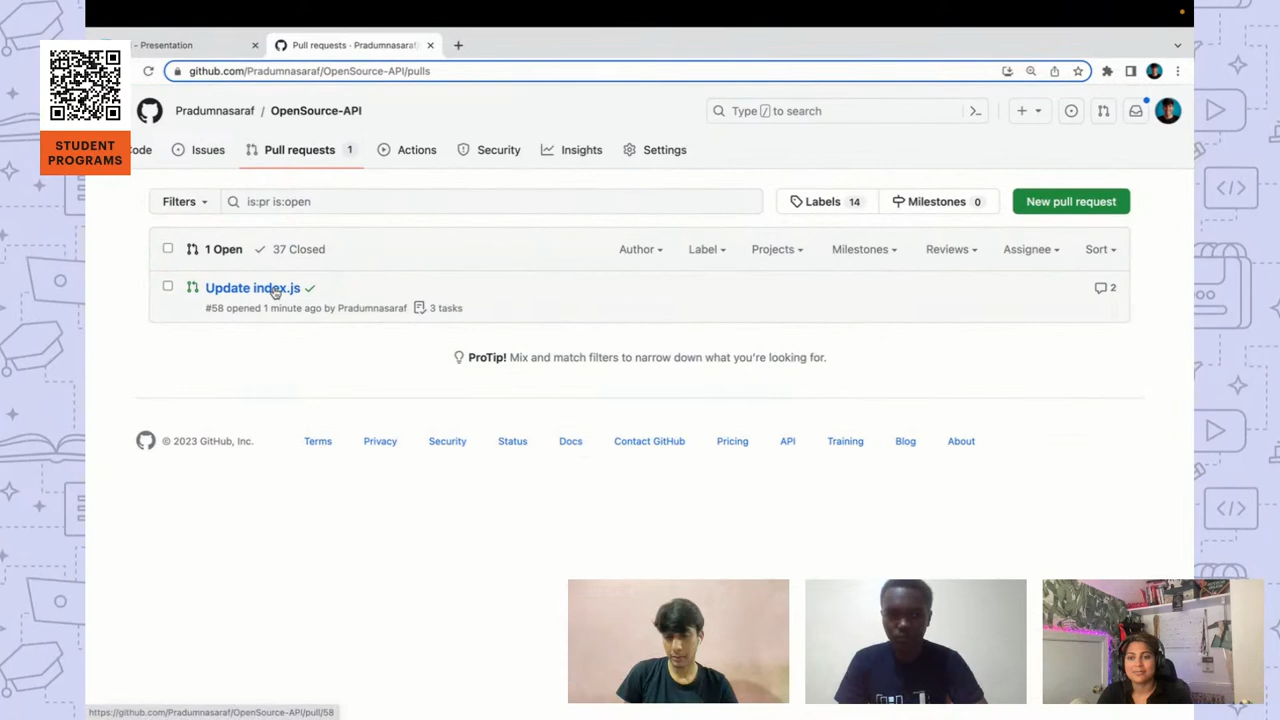 - Presentation
Pull requests · Pradumnasaraf/
github.com/Pradumnasaraf/OpenSource-API/pulls
Pradumnasaraf / OpenSource-API
Type / to search
STUDENT
PROGRAMS
ode
Issues
Pull requests 1
Actions
Security
Insights
Settings
Filters
is:pr is:open
Labels 14
Milestones 0
New pull request
1 Open
37 Closed
Author
Label
Projects
Milestones
Reviews
Assignee
Sort
Update index.js
2
#58 opened 1 minute ago by Pradumnasaraf
3 tasks
ProTip! Mix and match filters to narrow down what you're looking for.
© 2023 GitHub, Inc.
Terms
Privacy
Security
Status
Docs
Contact GitHub
Pricing
API
Training
Blog
About
https://github.com/Pradumnasaraf/OpenSource-API/pull/58